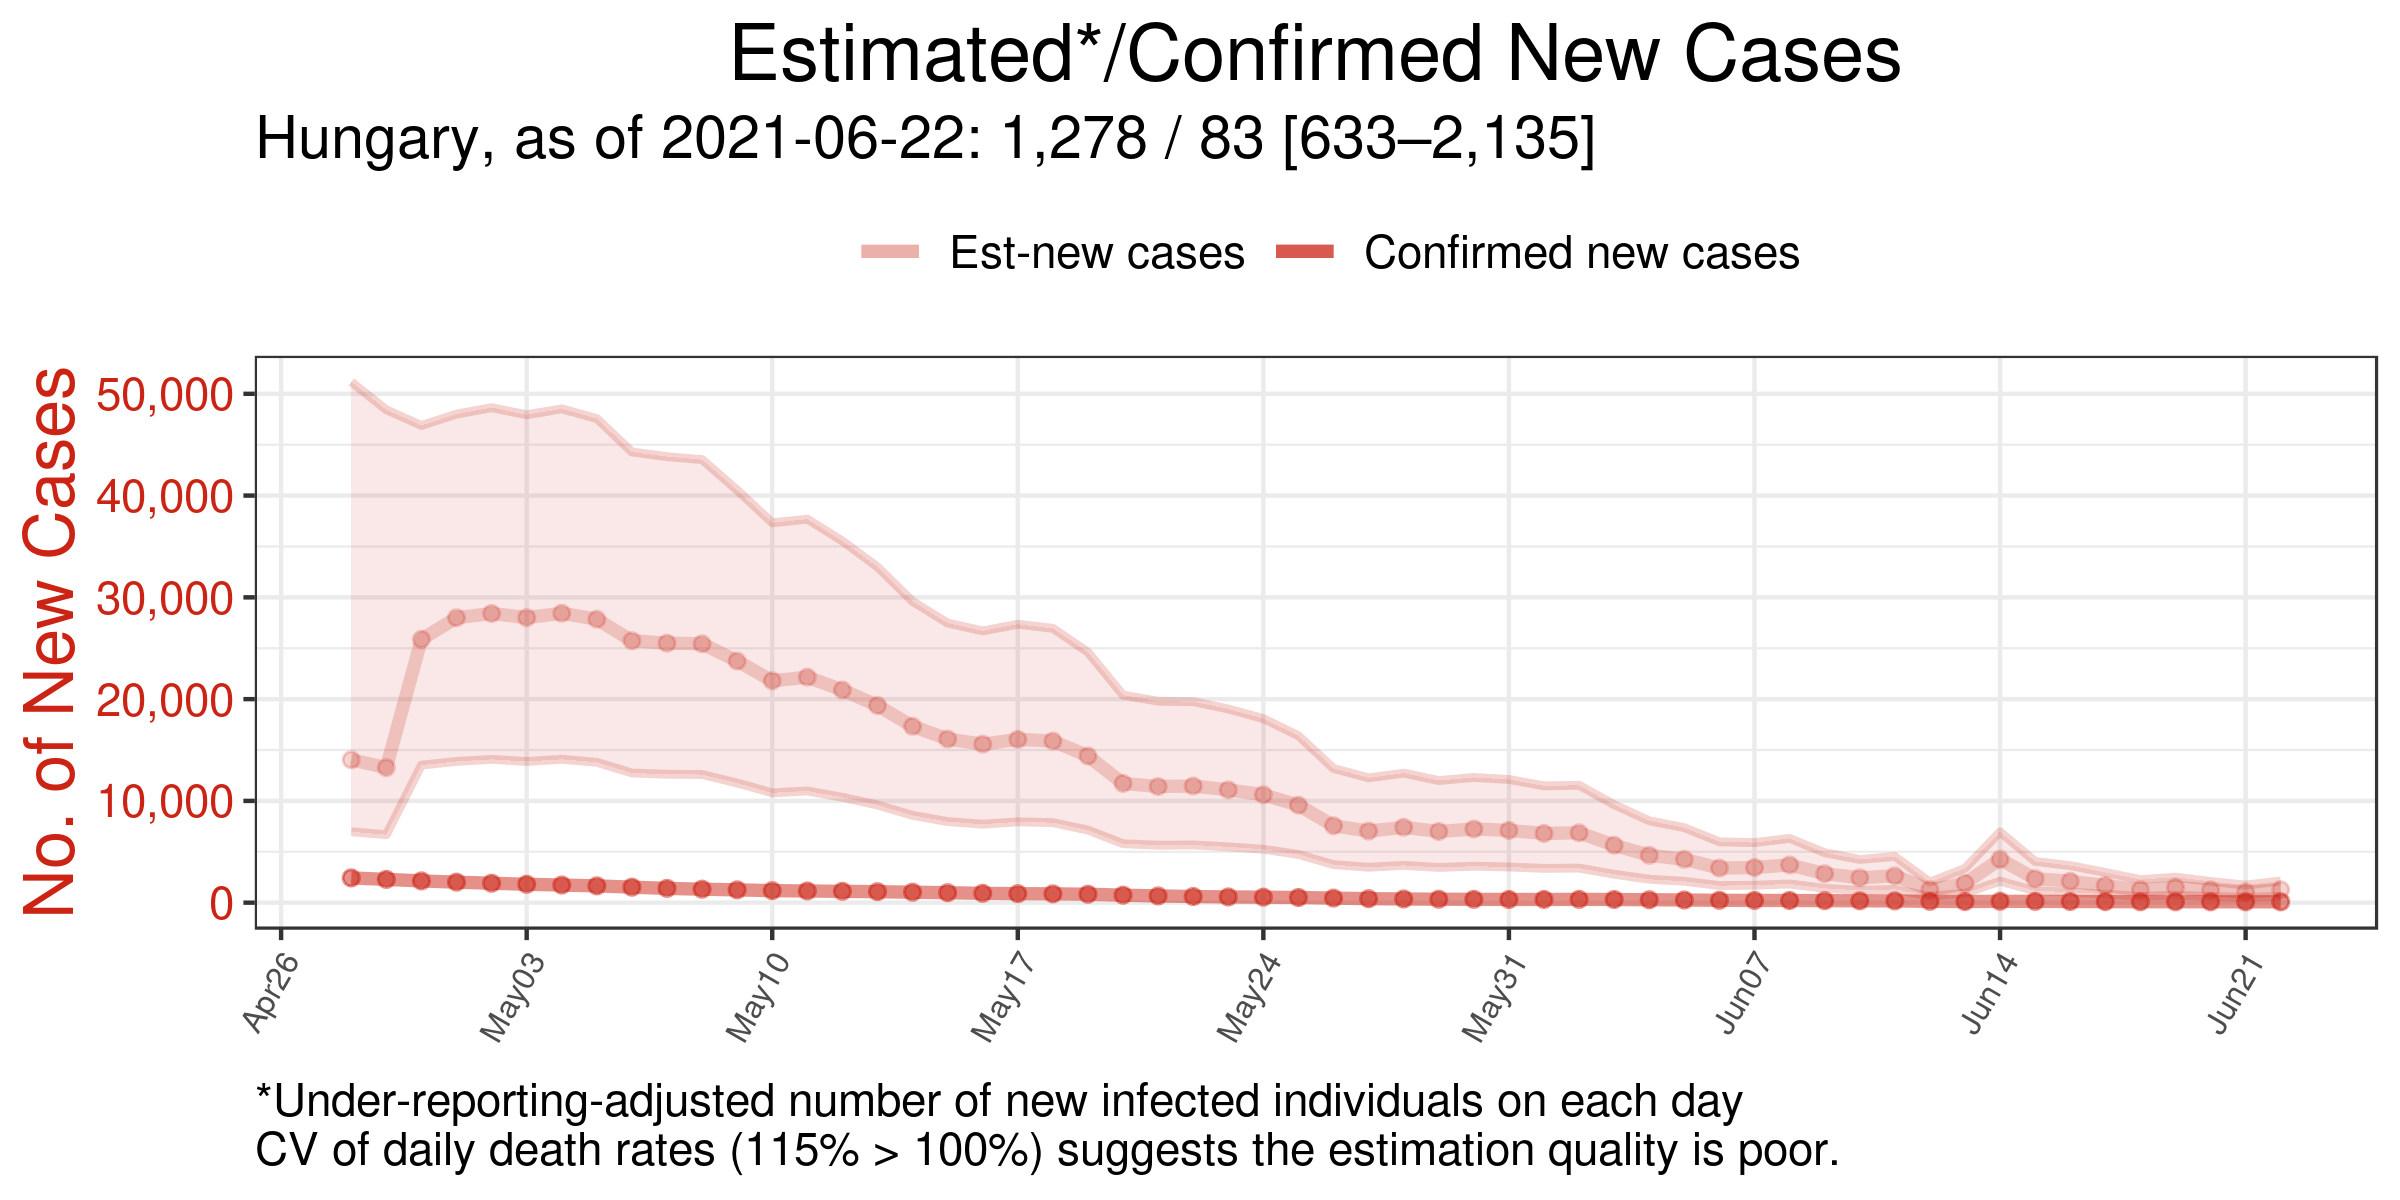 Estimated*/Confirmed New Cases
Hungary, as of 2021-06-22: 1,278 / 83 [633–2,135]
Est-new cases
Confirmed new cases
No. of New Cases
50,000
40,000
30,000
20,000
10,000
0
Apr26
May03
May10
May17
May24
May31
Jun07
Jun14
Jun21
*Under-reporting-adjusted number of new infected individuals on each day
CV of daily death rates (115% > 100%) suggests the estimation quality is poor.